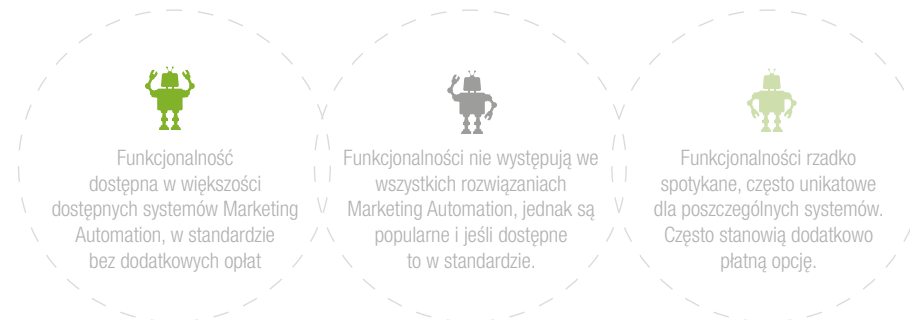 Funkcjonalność
dostępna w większości
dostępnych systemów Marketing
Automation, w standardzie
bez dodatkowych opłat
Funkcjonalności nie występują we
wszystkich rozwiązaniach
Marketing Automation, jednak są
popularne i jeśli dostępne
to w standardzie.
Funkcjonalności rzadko
spotykane, często unikatowe
dla poszczególnych systemów.
Często stanowią dodatkowo
płatną opcję.